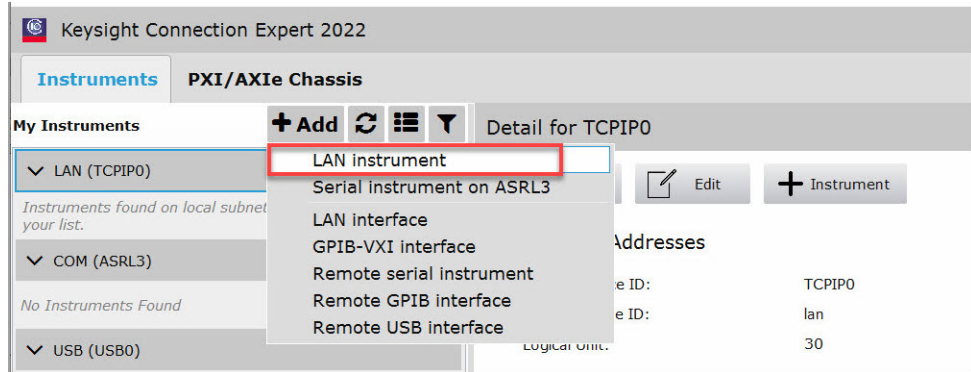 Keysight Connection Expert 2022
Instruments PXI/AXIe Chassis
My Instruments Add Detail for TCPIP0
LAN (TCPIP0)
Instruments found on local subnet
your list.
COM (ASRL3)
No Instruments Found
USB (USB0)
LAN instrument
Serial instrument on ASRL3
LAN interface
GPIB-VXI interface
Remote serial instrument
Remote GPIB interface
Remote USB interface
Edit Instrument
Addresses
ID: TCPIP0
ID: lan
Logical Unit: 30